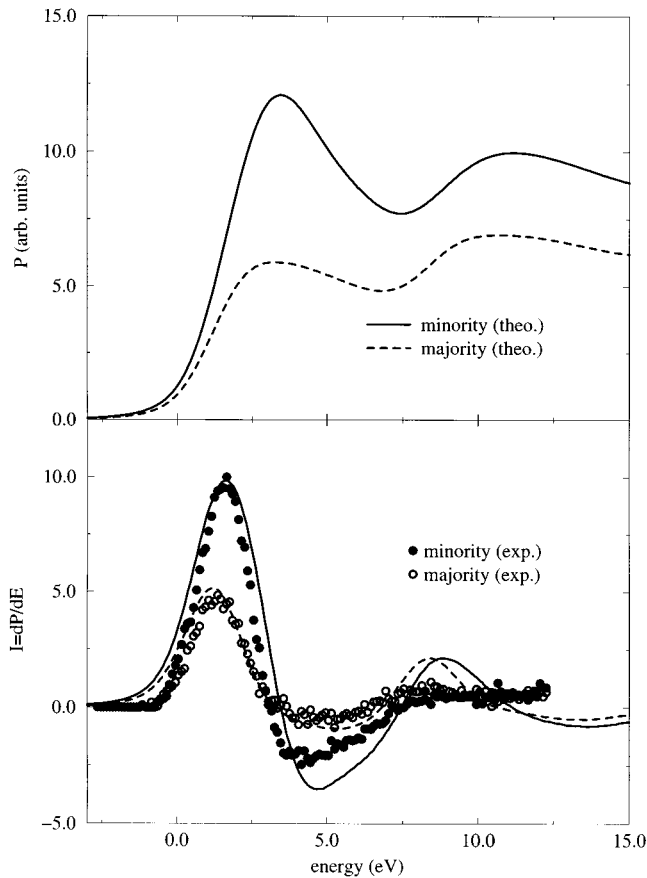 15.0
10.0
P (arb. units)
5.0
minority (theo.)
majority (theo.)
0.0
10.0
minority (exp.)
majority (exp.)
5.0
I=dP/dE
0.0
−5.0
0.0 5.0 10.0 15.0
energy (eV)